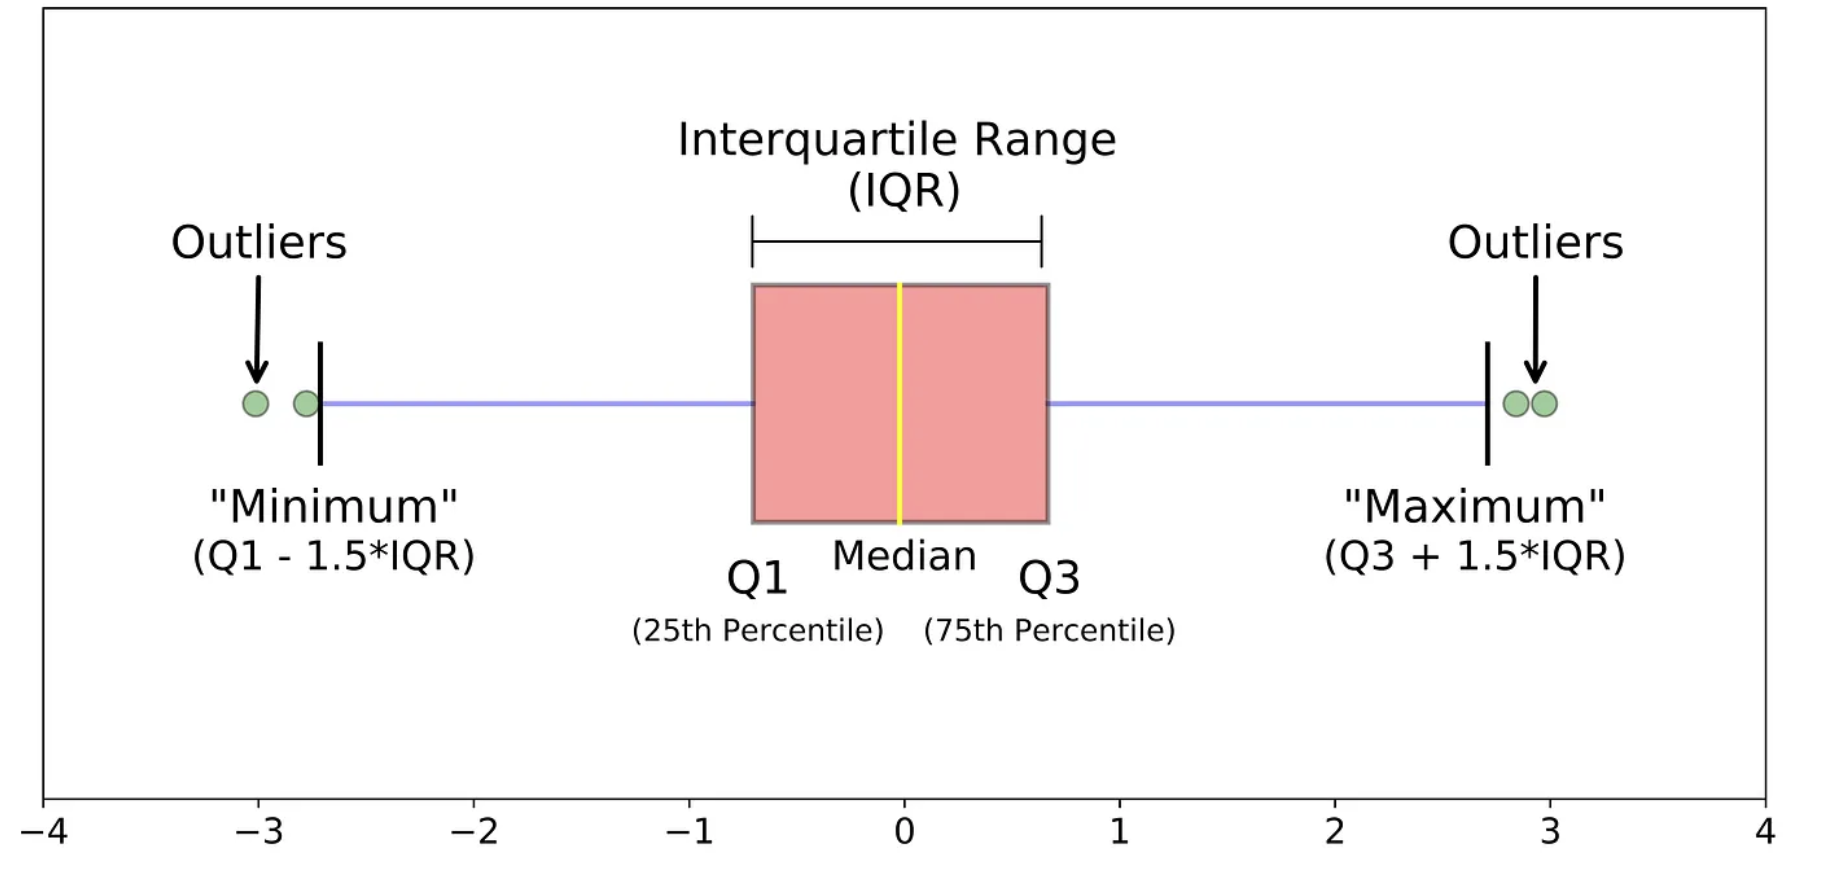 Interquartile Range
(IQR)
Outliers
Outliers
"Minimum"
(Q1 - 1.5*IQR)
"Maximum"
(Q3 + 1.5*IQR)
Median
Q1
Q3
(25th Percentile)
(75th Percentile)
−4 −3 −2 −1 0 1 2 3 4